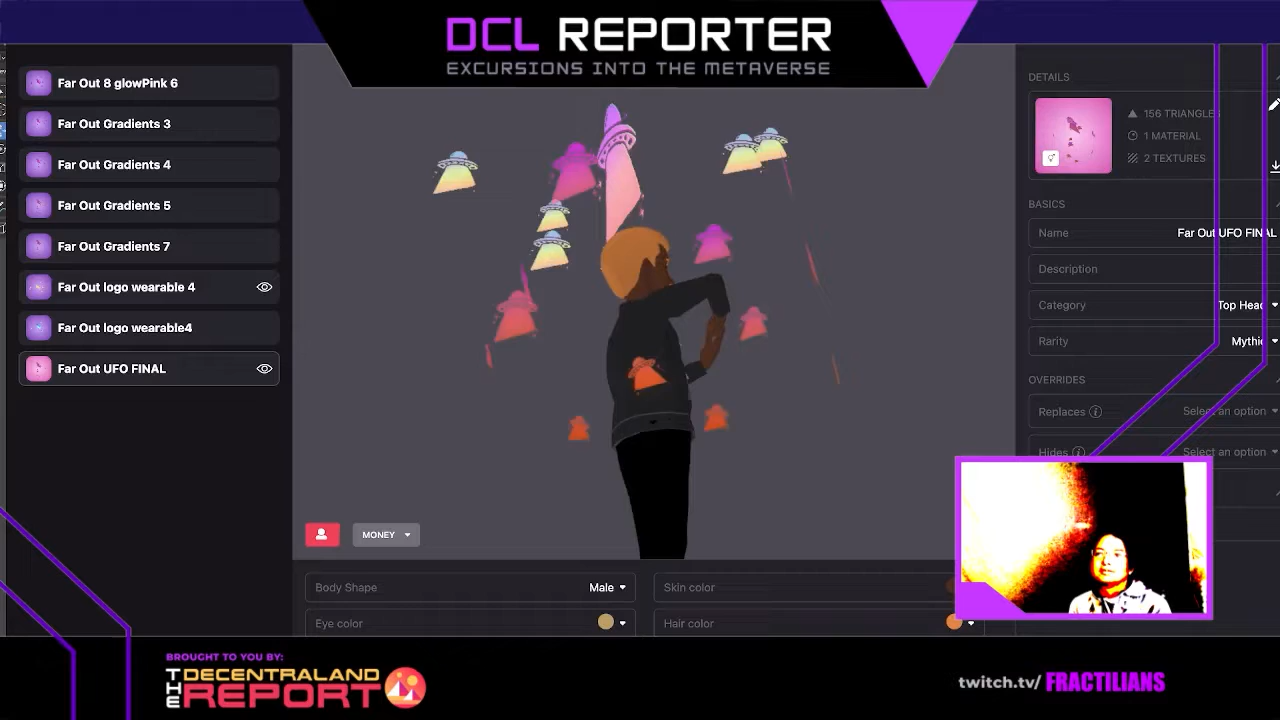 DCL REPORTER
EXCURSIONS INTO THE METAVERSE
Far Out 8 glowPink 6
Far Out Gradients 3
Far Out Gradients 4
Far Out Gradients 5
Far Out Gradients 7
Far Out logo wearable 4
Far Out logo wearable4
Far Out UFO FINAL
MONEY
Body Shape Male
Skin color
Eye color
Hair color
DETAILS
156 TRIANGLES
1 MATERIAL
2 TEXTURES
BASICS
Name Far Out UFO FINAL
Description
Category Top Head
Rarity Mythic
OVERRIDES
Replaces Select an option
Hides Select an option
BROUGHT TO YOU BY:
THE DECENTRALAND
REPORT
twitch.tv/ FRACTILIANS